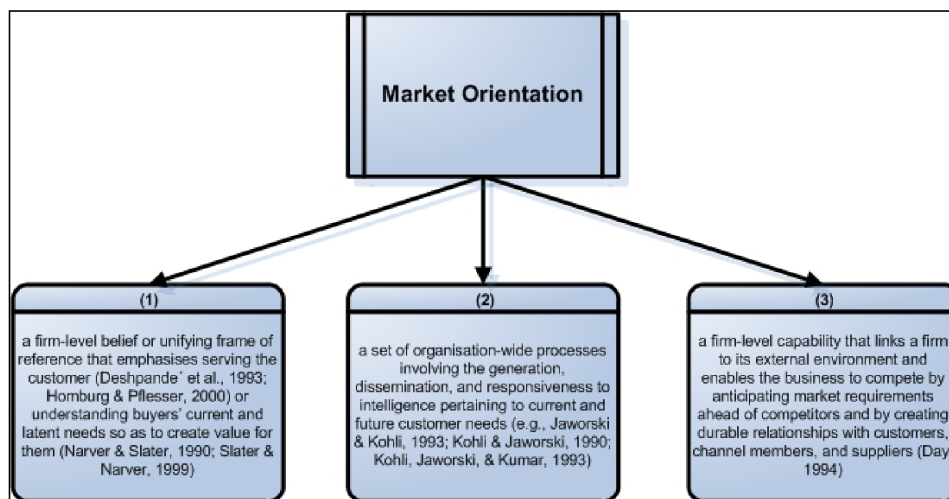 Market Orientation
(1)
a firm-level belief or unifying frame of
reference that emphasises serving the
customer (Deshpande´ et al., 1993;
Homburg & Pflesser, 2000) or
understanding buyers' current and
latent needs so as to create value for
them (Narver & Slater, 1990; Slater &
Narver, 1999)
(2)
a set of organisation-wide processes
involving the generation,
dissemination, and responsiveness to
intelligence pertaining to current and
future customer needs (e.g., Jaworski
& Kohli, 1993; Kohli & Jaworski, 1990;
Kohli, Jaworski, & Kumar, 1993)
(3)
a firm-level capability that links a firm
to its external environment and
enables the business to compete by
anticipating market requirements
ahead of competitors and by creating
durable relationships with customers,
channel members, and suppliers (Day,
1994)